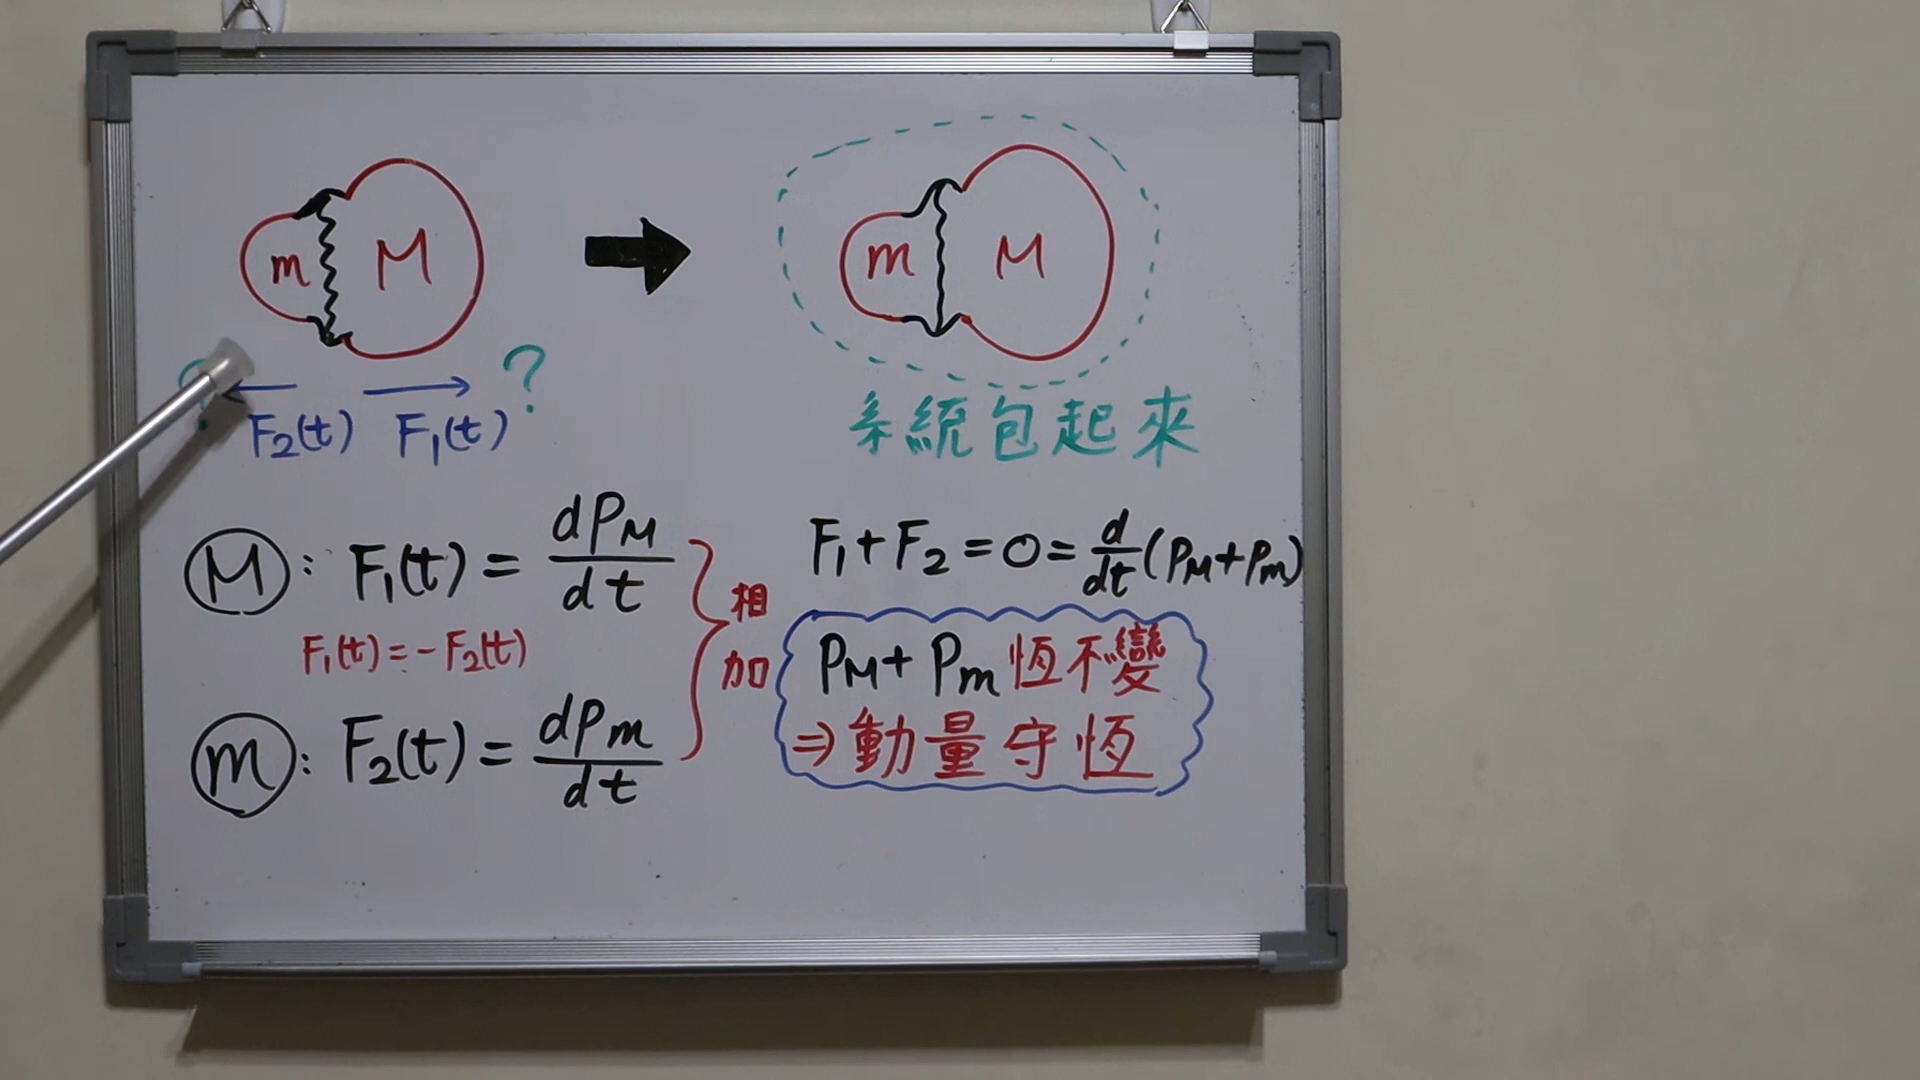 m M
m M
? F₂(t) F₁(t) ?
系統包起來
M : F₁(t) = dP_M/dt
F₁(t) = - F₂(t)
m : F₂(t) = dP_m/dt
相加
F₁ + F₂ = 0 = d/dt (P_M + P_m)
P_M + P_m 恆不變
⇒ 動量守恆